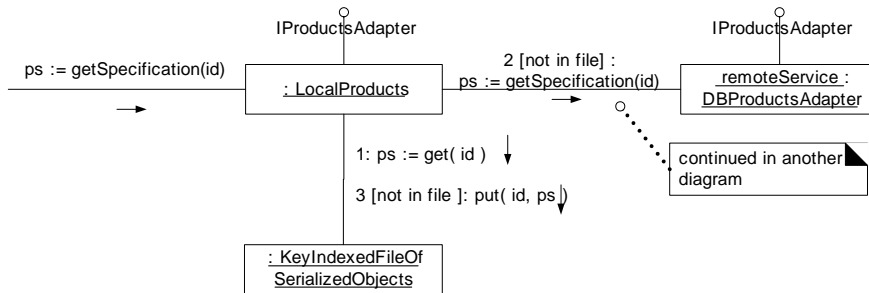 IProductsAdapter
IProductsAdapter
ps := getSpecification(id)
: LocalProducts
2 [not in file] :
ps := getSpecification(id)
remoteService :
DBProductsAdapter
1: ps := get( id )
3 [not in file ]: put( id, ps )
continued in another
diagram
: KeyIndexedFileOf
SerializedObjects